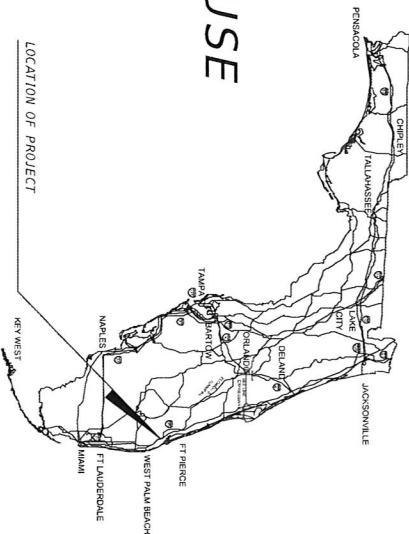 USE
LOCATION OF PROJECT
PENSACOLA
CHIPLEY
TALLAHASSEE
LAKE
CITY
JACKSONVILLE
DELAND
ORLANDO
TAMPA
BARTOW
FT PIERCE
WEST PALM BEACH
NAPLES
FT LAUDERDALE
MIAMI
KEY WEST